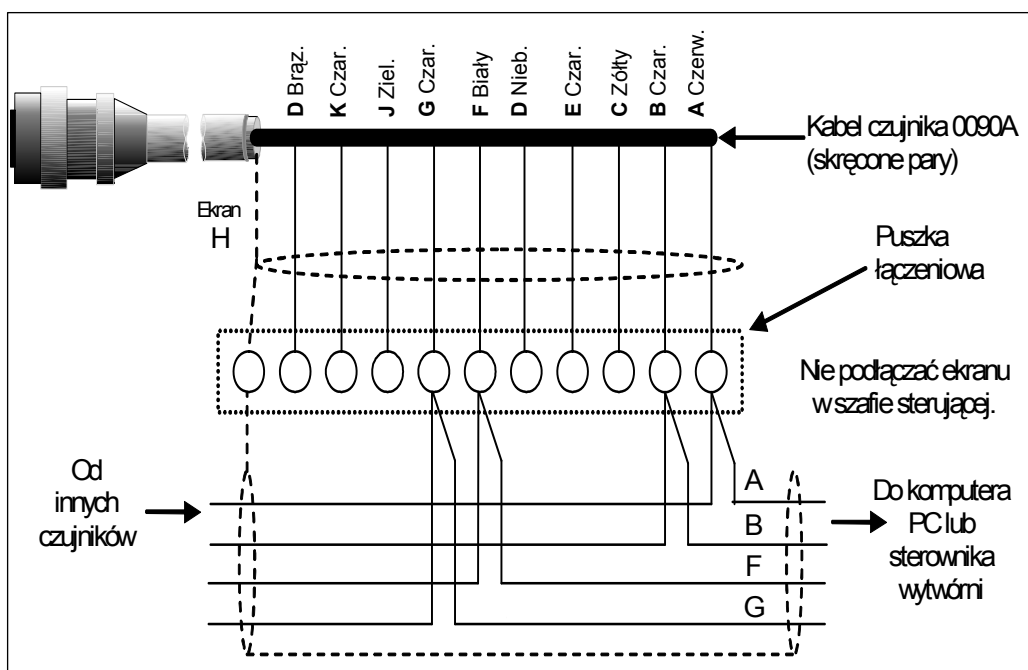 D Brąz.
K Czar.
J Ziel.
G Czar.
F Biały
D Nieb.
E Czar.
C Żółty
B Czar.
A Czerw.
Kabel czujnika 0090A
(skręcone pary)
Ekran
H
Puszka
łączeniowa
Nie podłączać ekranu
w szafie sterującej.
Od
innych
czujników
A
B
F
G
Do komputera
PC lub
sterownika
wytwórni